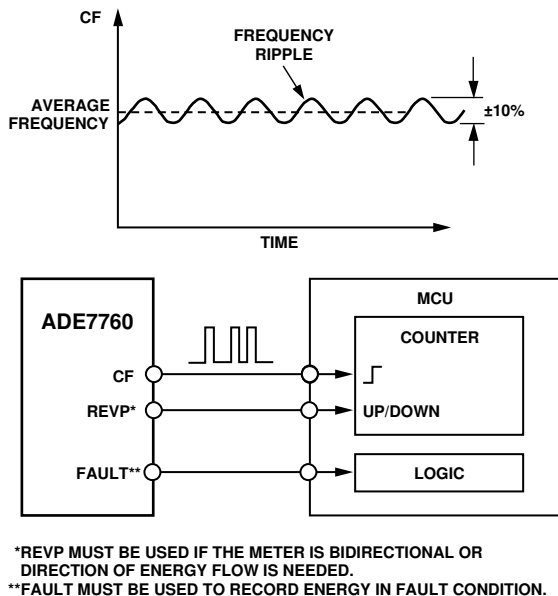 CF
FREQUENCY
RIPPLE
AVERAGE
FREQUENCY
±10%
TIME
MCU
ADE7760
COUNTER
CF
REVP*
UP/DOWN
FAULT**
LOGIC
*REVP MUST BE USED IF THE METER IS BIDIRECTIONAL OR
DIRECTION OF ENERGY FLOW IS NEEDED.
**FAULT MUST BE USED TO RECORD ENERGY IN FAULT CONDITION.